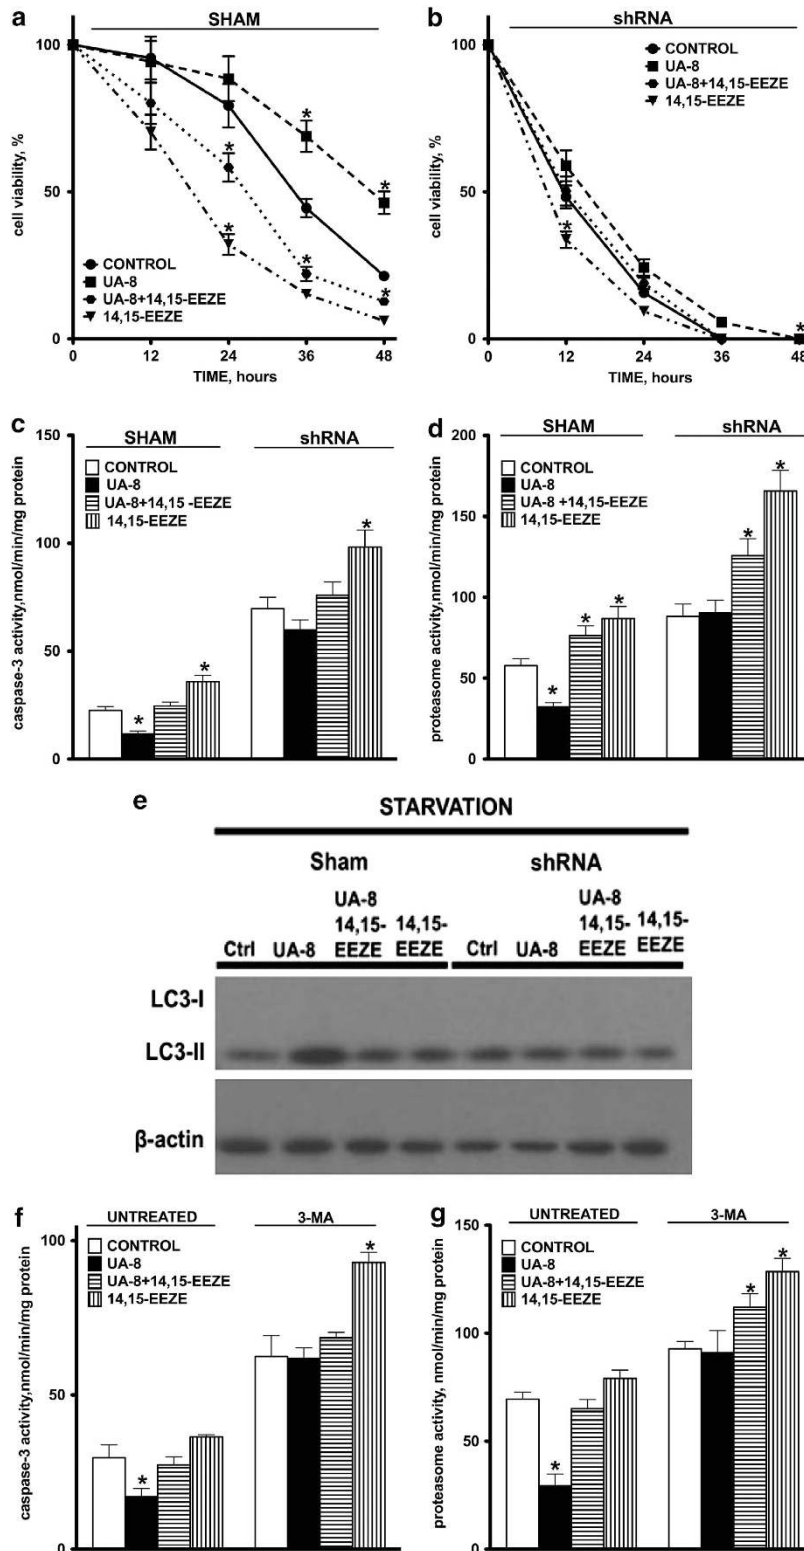 a
SHAM
100
50
0
cell viability, %
CONTROL
UA-8
UA-8+14,15-EEZE
14,15-EEZE
0 12 24 36 48
TIME, hours
* * * * * * *
b
shRNA
100
50
0
cell viability, %
CONTROL
UA-8
UA-8+14,15-EEZE
14,15-EEZE
0 12 24 36 48
TIME, hours
* *
c
SHAM shRNA
150
100
50
0
caspase-3 activity,nmol/min/mg protein
CONTROL
UA-8
UA-8+14,15 -EEZE
14,15-EEZE
* * *
d
SHAM shRNA
200
150
100
50
0
proteasome activity,nmol/min/mg protein
CONTROL
UA-8
UA-8 +14,15-EEZE
14,15-EEZE
* * * * *
e
STARVATION
Sham shRNA
UA-8 UA-8
14,15- 14,15- 14,15- 14,15-
Ctrl UA-8 EEZE EEZE Ctrl UA-8 EEZE EEZE
LC3-I
LC3-II
β-actin
f
UNTREATED 3-MA
100
50
0
caspase-3 activity,nmol/min/mg protein
CONTROL
UA-8
UA-8+14,15-EEZE
14,15-EEZE
* *
g
UNTREATED 3-MA
150
100
50
0
proteasome activity, nmol/min/mg protein
CONTROL
UA-8
UA-8+14,15-EEZE
14,15-EEZE
* * *